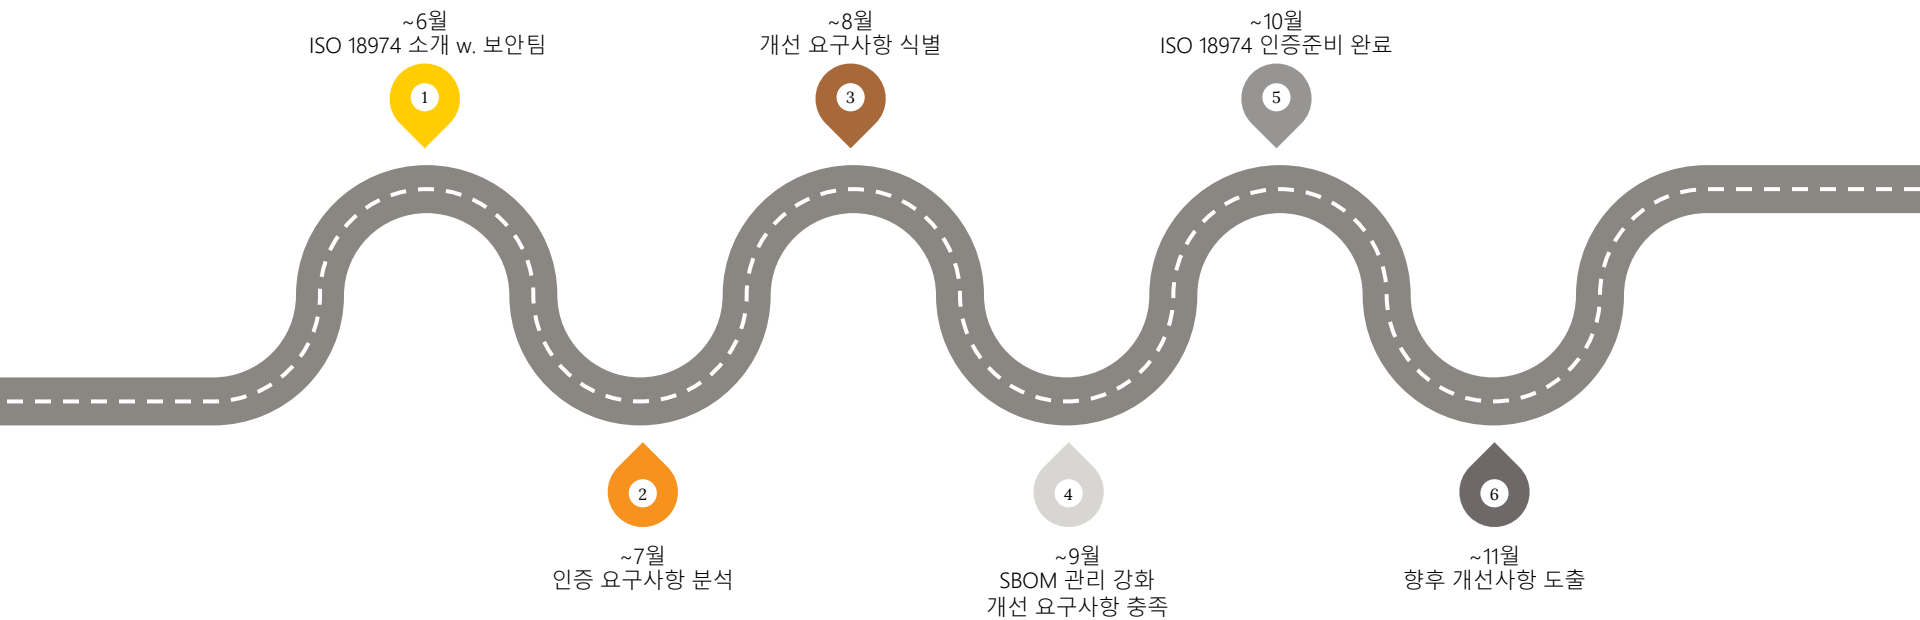 ~6월
ISO 18974 소개 w. 보안팀
1
~7월
인증 요구사항 분석
2
~8월
개선 요구사항 식별
3
~9월
SBOM 관리 강화
개선 요구사항 충족
4
~10월
ISO 18974 인증준비 완료
5
~11월
향후 개선사항 도출
6